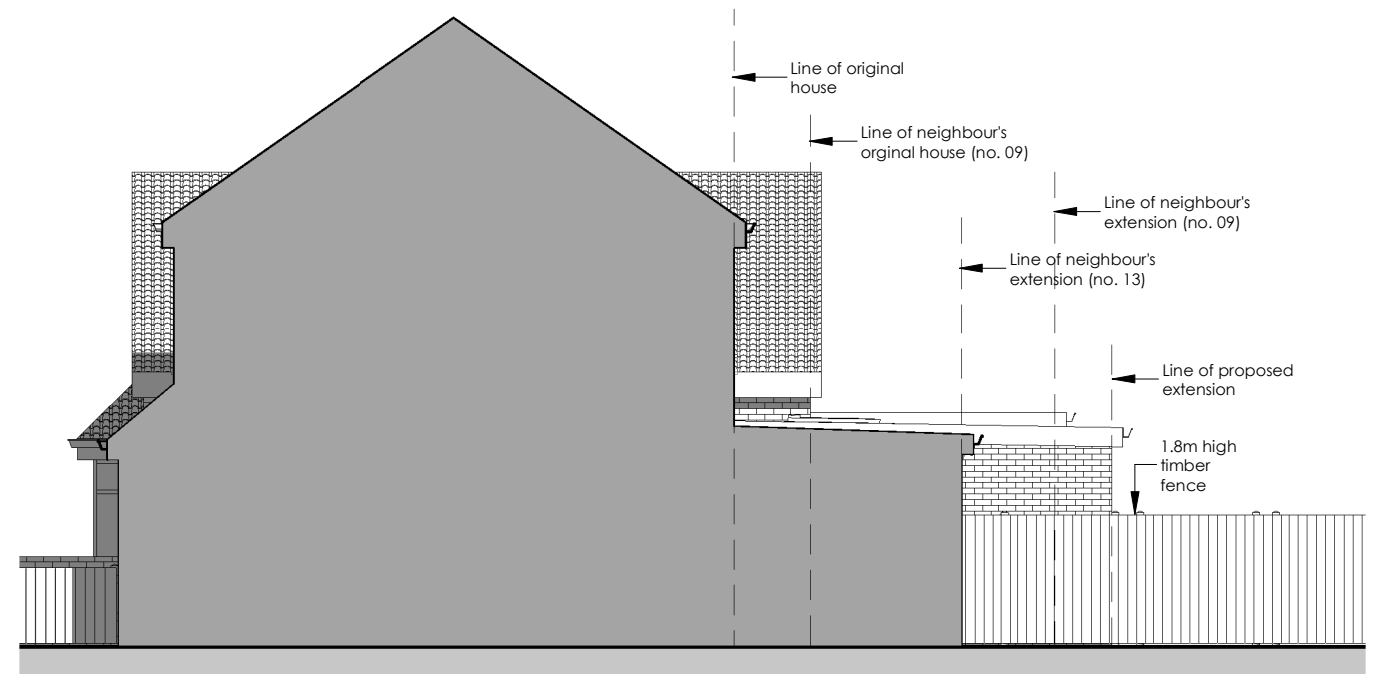 Line of original
house
Line of neighbour's
orginal house (no. 09)
Line of neighbour's
extension (no. 09)
Line of neighbour's
extension (no. 13)
Line of proposed
extension
1.8m high
timber
fence